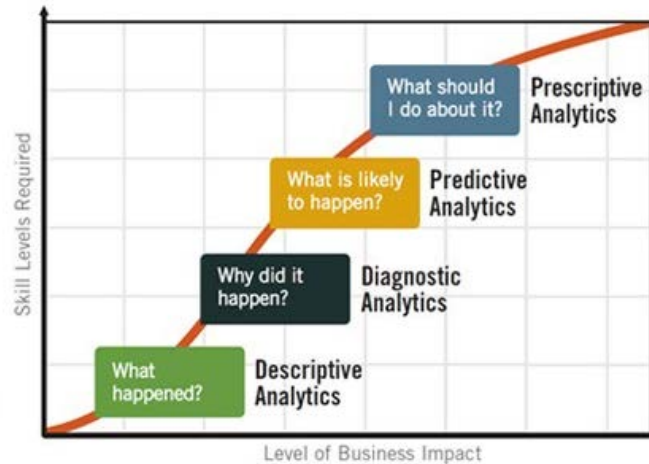 What should
I do about it?
Prescriptive
Analytics
What is likely
to happen?
Predictive
Analytics
Why did it
happen?
Diagnostic
Analytics
What
happened?
Descriptive
Analytics
Skill Levels Required
Level of Business Impact